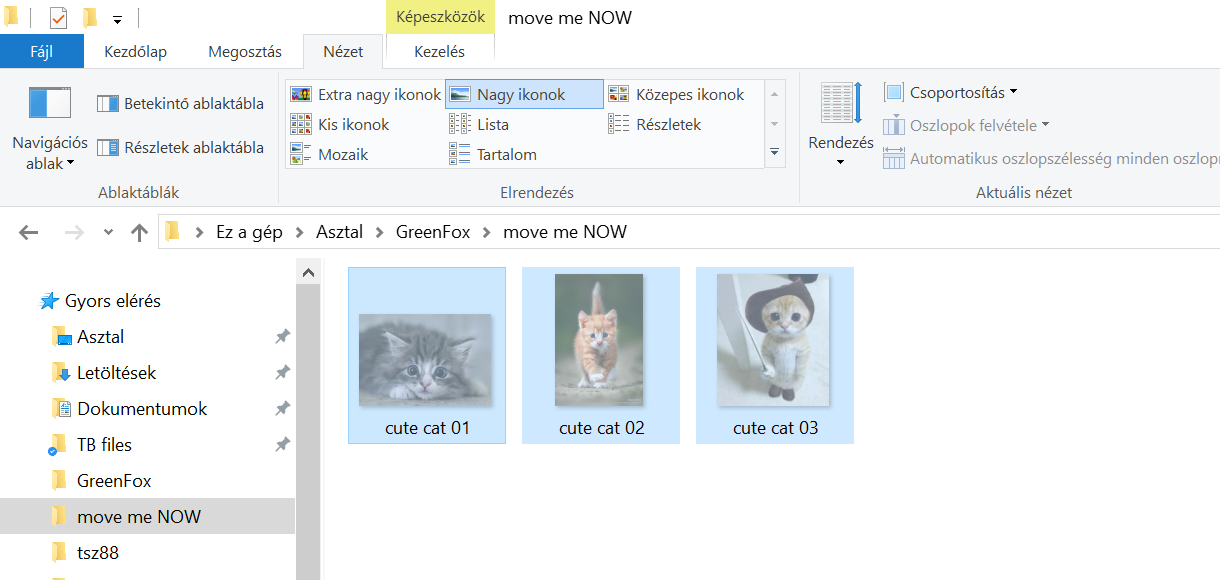 Képeszközök
move me NOW
Fájl
Kezdőlap
Megosztás
Nézet
Kezelés
Navigációs ablak
Betekintő ablaktábla
Részletek ablaktábla
Ablaktáblák
Extra nagy ikonok
Nagy ikonok
Közepes ikonok
Kis ikonok
Lista
Részletek
Mozaik
Tartalom
Elrendezés
Rendezés
Csoportosítás
Oszlopok felvétele
Automatikus oszlopszélesség minden oszlopr
Aktuális nézet
Ez a gép
Asztal
GreenFox
move me NOW
Gyors elérés
Asztal
Letöltések
Dokumentumok
TB files
GreenFox
move me NOW
tsz88
cute cat 01
cute cat 02
cute cat 03